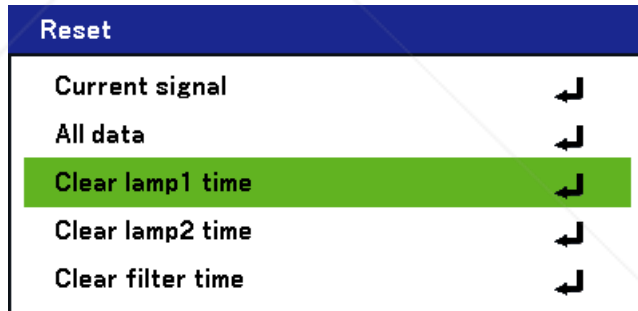 Reset
Current signal
All data
Clear lamp1 time
Clear lamp2 time
Clear filter time